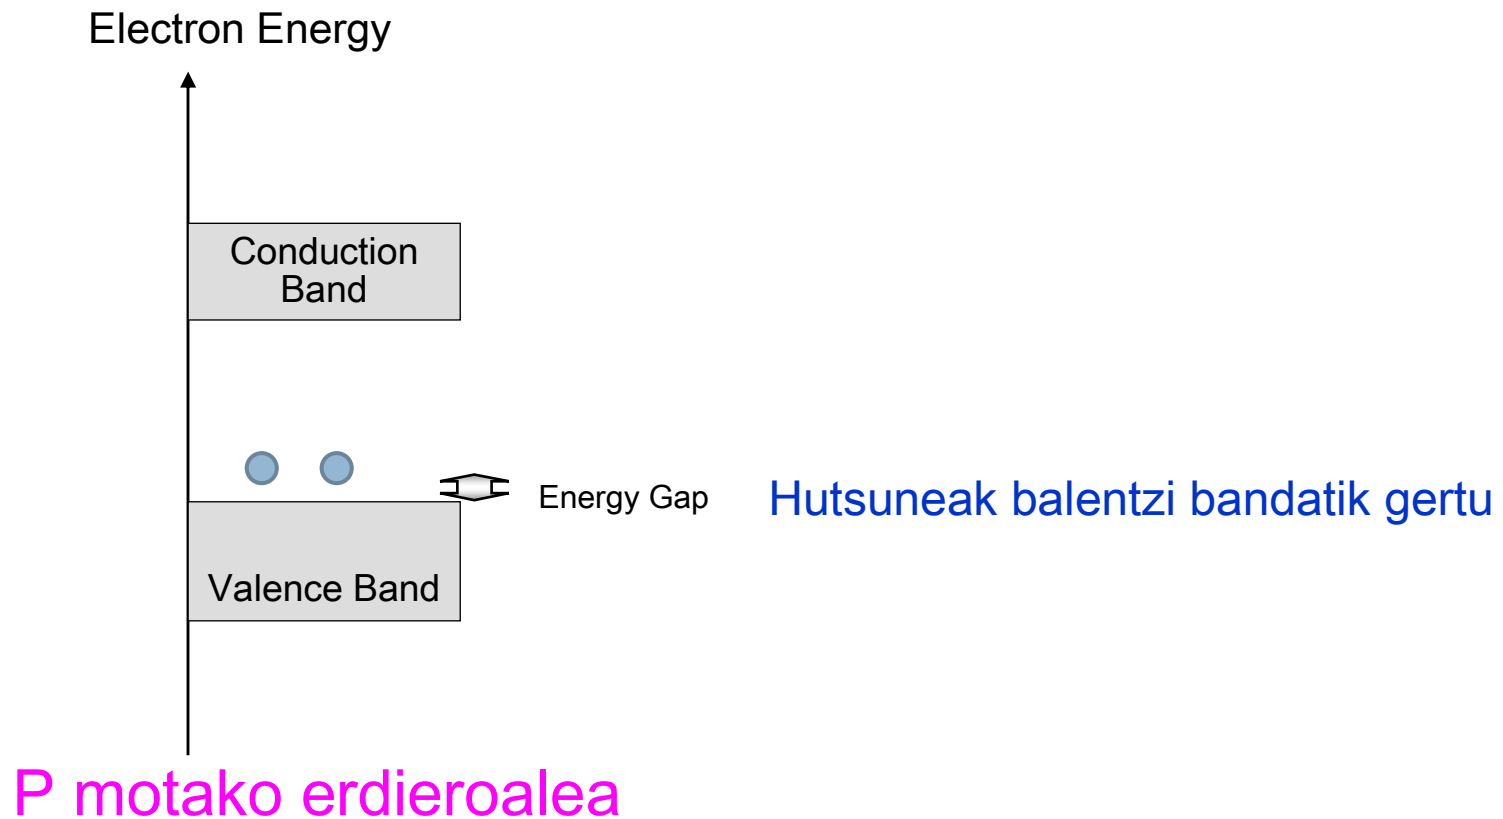 Electron Energy
Conduction
Band
Energy Gap
Hutsuneak balentzi bandatik gertu
Valence Band
P motako erdieroalea